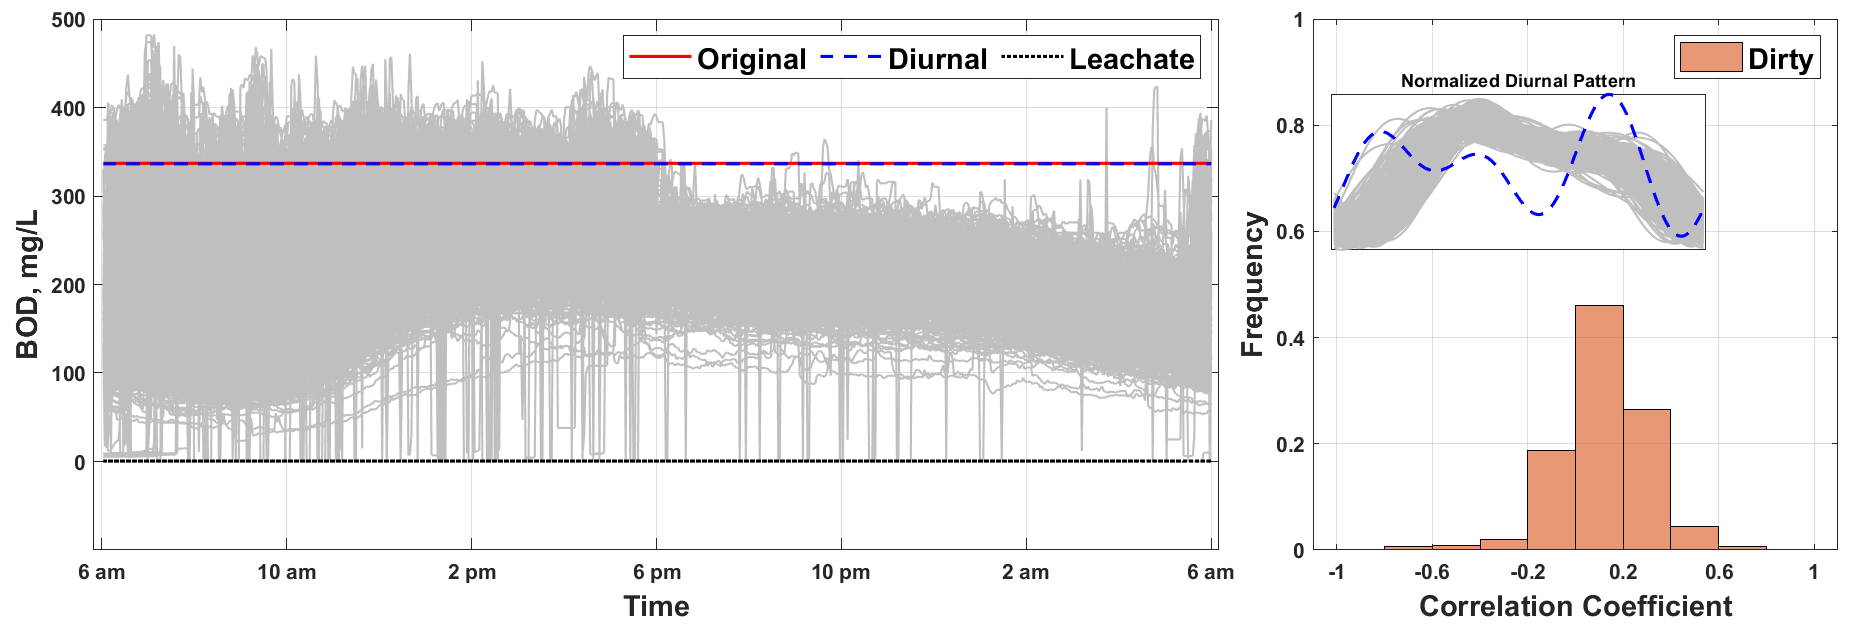 500
400
300
200
100
0
BOD, mg/L
Original Diurnal Leachate
6 am 10 am 2 pm 6 pm 10 pm 2 am 6 am
Time
1
0.8
0.6
0.4
0.2
0
Frequency
Dirty
Normalized Diurnal Pattern
-1 -0.6 -0.2 0.2 0.6 1
Correlation Coefficient